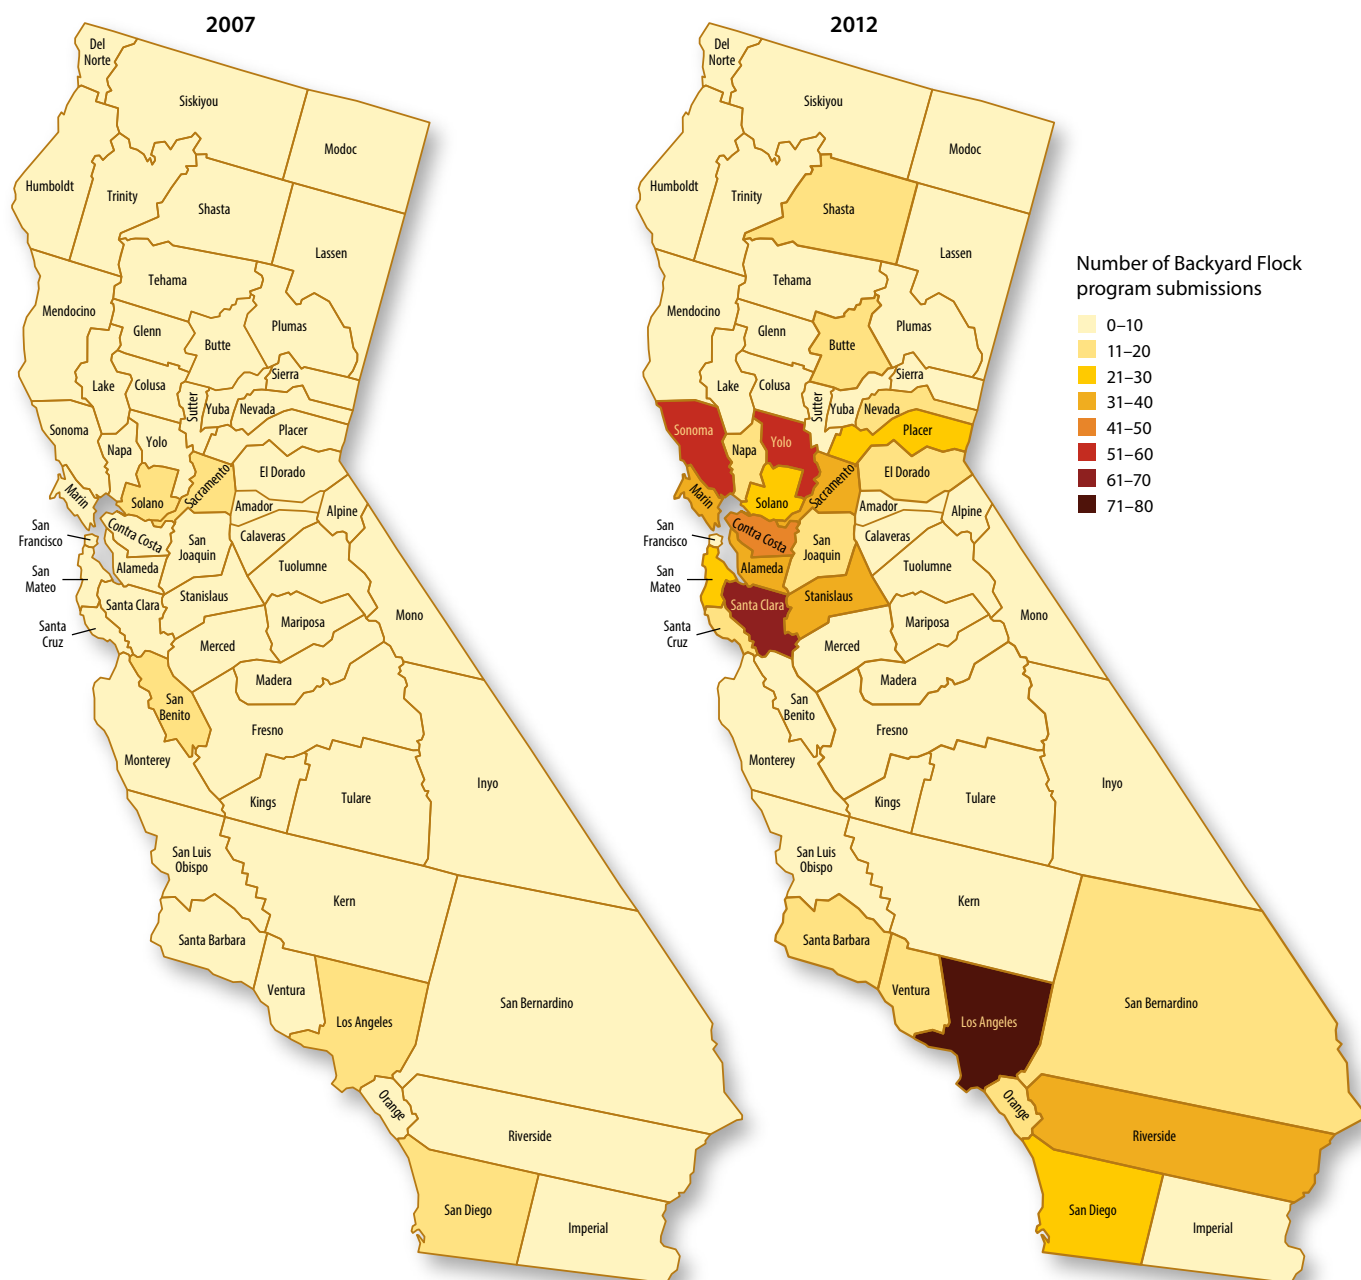 2007
Del
Norte
Siskiyou
Modoc
Humboldt
Trinity
Shasta
Lassen
Tehama
Mendocino
Glenn
Butte
Plumas
Lake
Colusa
Sutter
Yuba
Sierra
Nevada
Placer
Sonoma
Napa
Yolo
El Dorado
Marin
Solano
Sacramento
Amador
Alpine
San
Francisco
Contra Costa
San
Joaquin
Calaveras
Tuolumne
Alameda
San
Mateo
Santa Clara
Stanislaus
Mono
Santa
Cruz
Merced
Mariposa
Madera
San
Benito
Fresno
Monterey
Kings
Tulare
Inyo
San Luis
Obispo
Kern
Santa Barbara
Ventura
Los Angeles
San Bernardino
Orange
Riverside
San Diego
Imperial
2012
Del
Norte
Siskiyou
Modoc
Humboldt
Trinity
Shasta
Lassen
Tehama
Mendocino
Glenn
Butte
Plumas
Lake
Colusa
Sutter
Yuba
Sierra
Nevada
Placer
Sonoma
Napa
Yolo
El Dorado
Marin
Solano
Sacramento
Amador
Alpine
San
Francisco
Contra Costa
San
Joaquin
Calaveras
Tuolumne
Alameda
San
Mateo
Santa Clara
Stanislaus
Mono
Santa
Cruz
Merced
Mariposa
Madera
San
Benito
Fresno
Monterey
Kings
Tulare
Inyo
San Luis
Obispo
Kern
Santa Barbara
Ventura
Los Angeles
San Bernardino
Orange
Riverside
San Diego
Imperial
Number of Backyard Flock
program submissions
0–10
11–20
21–30
31–40
41–50
51–60
61–70
71–80